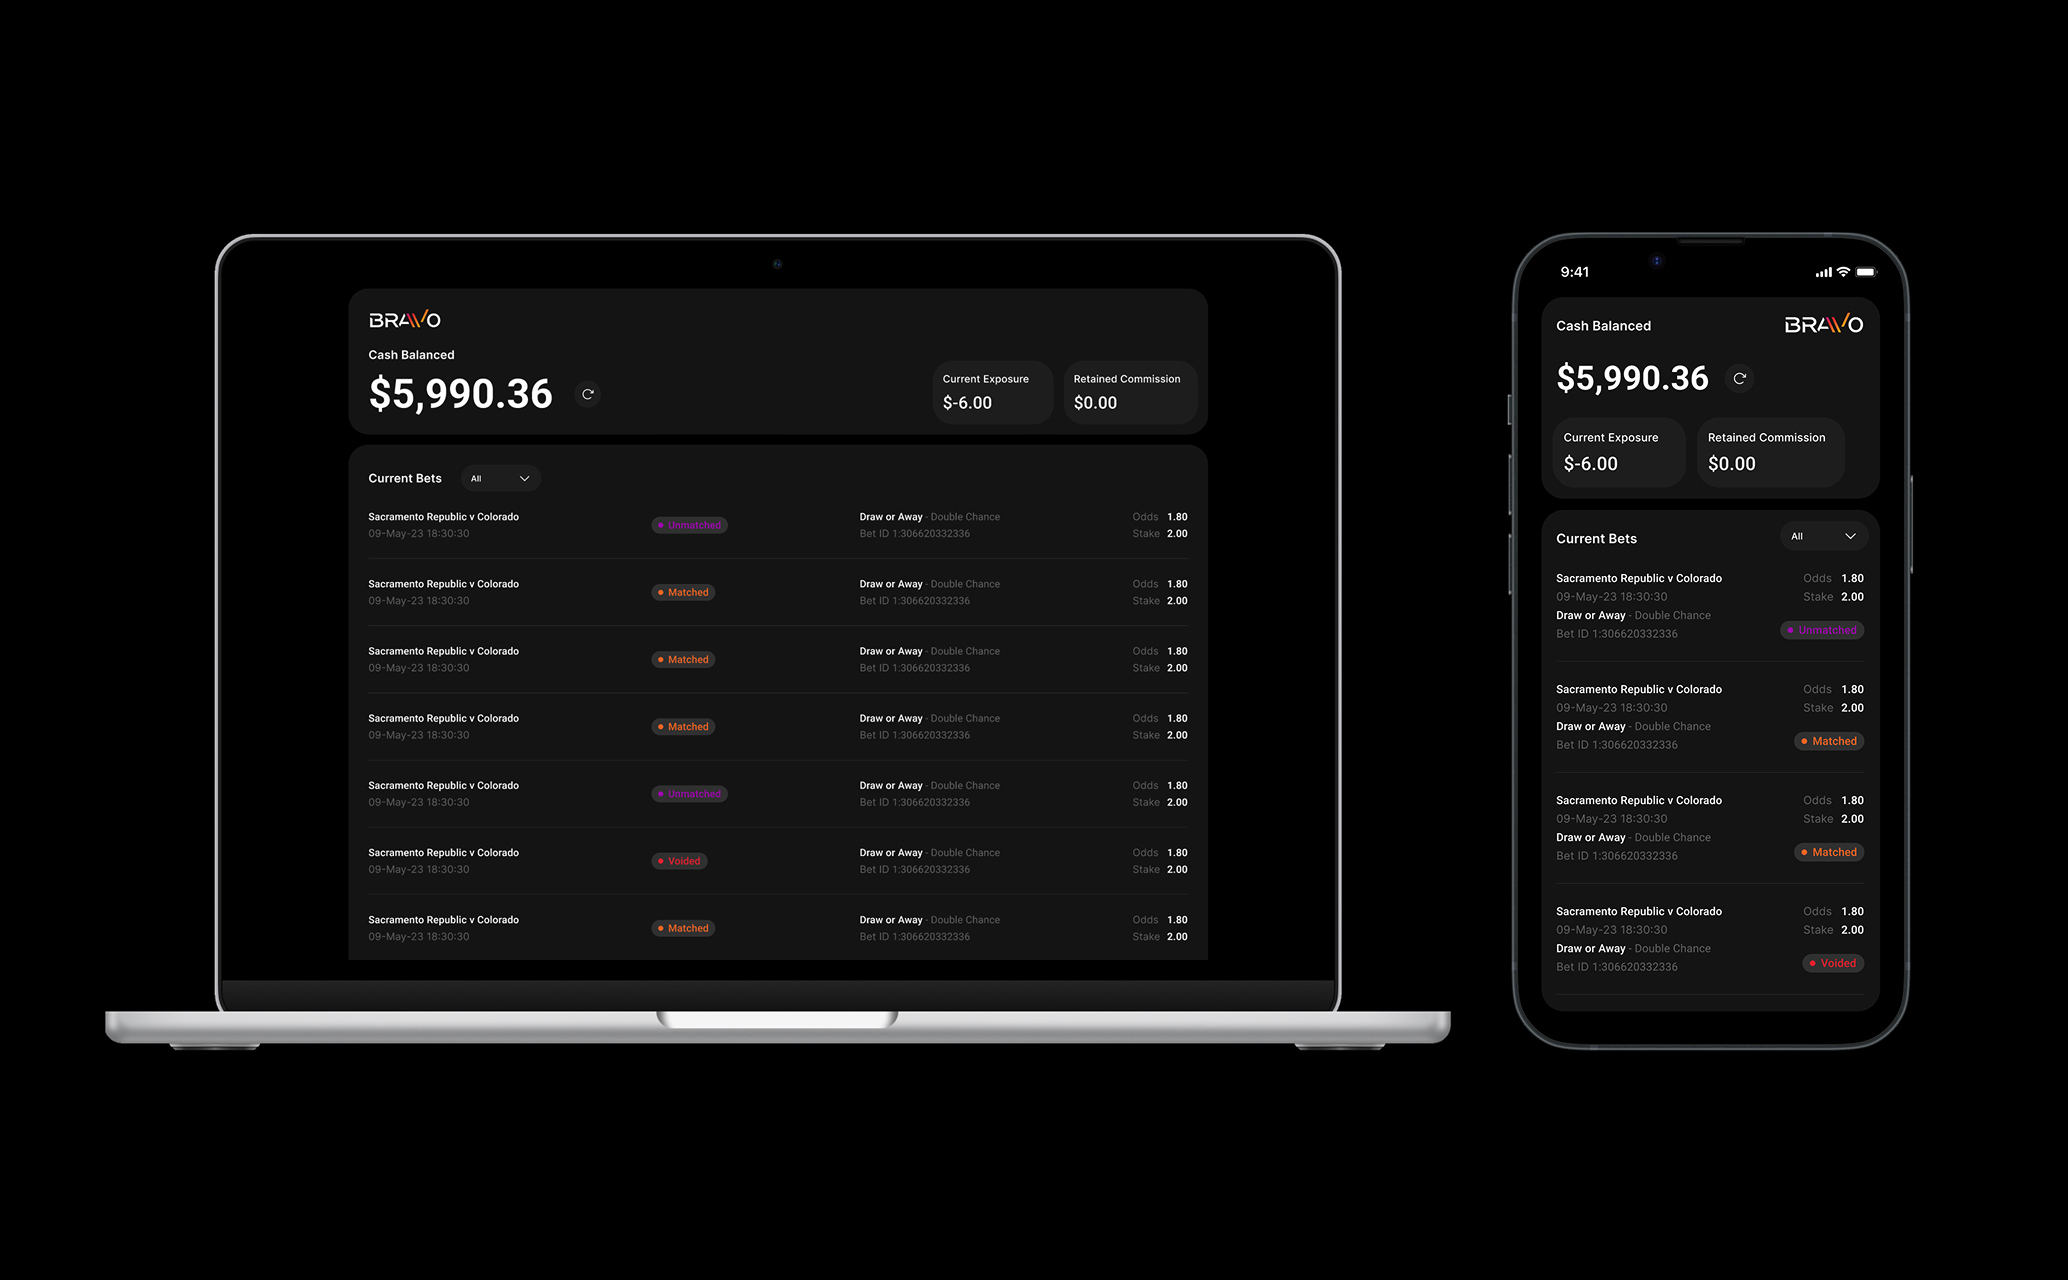 BRAVO
Cash Balanced
$5,990.36
Current Exposure
$-6.00
Retained Commission
$0.00
Current Bets
All
Sacramento Republic v Colorado
09-May-23 18:30:30
Unmatched
Draw or Away - Double Chance
Bet ID 1:306620332336
Odds 1.80
Stake 2.00
Sacramento Republic v Colorado
09-May-23 18:30:30
Matched
Draw or Away - Double Chance
Bet ID 1:306620332336
Odds 1.80
Stake 2.00
Sacramento Republic v Colorado
09-May-23 18:30:30
Matched
Draw or Away - Double Chance
Bet ID 1:306620332336
Odds 1.80
Stake 2.00
Sacramento Republic v Colorado
09-May-23 18:30:30
Matched
Draw or Away - Double Chance
Bet ID 1:306620332336
Odds 1.80
Stake 2.00
Sacramento Republic v Colorado
09-May-23 18:30:30
Unmatched
Draw or Away - Double Chance
Bet ID 1:306620332336
Odds 1.80
Stake 2.00
Sacramento Republic v Colorado
09-May-23 18:30:30
Voided
Draw or Away - Double Chance
Bet ID 1:306620332336
Odds 1.80
Stake 2.00
Sacramento Republic v Colorado
09-May-23 18:30:30
Matched
Draw or Away - Double Chance
Bet ID 1:306620332336
Odds 1.80
Stake 2.00
9:41
Cash Balanced
BRAVO
$5,990.36
Current Exposure
$-6.00
Retained Commission
$0.00
Current Bets
All
Sacramento Republic v Colorado
09-May-23 18:30:30
Draw or Away - Double Chance
Bet ID 1:306620332336
Odds 1.80
Stake 2.00
Unmatched
Sacramento Republic v Colorado
09-May-23 18:30:30
Draw or Away - Double Chance
Bet ID 1:306620332336
Odds 1.80
Stake 2.00
Matched
Sacramento Republic v Colorado
09-May-23 18:30:30
Draw or Away - Double Chance
Bet ID 1:306620332336
Odds 1.80
Stake 2.00
Matched
Sacramento Republic v Colorado
09-May-23 18:30:30
Draw or Away - Double Chance
Bet ID 1:306620332336
Odds 1.80
Stake 2.00
Voided